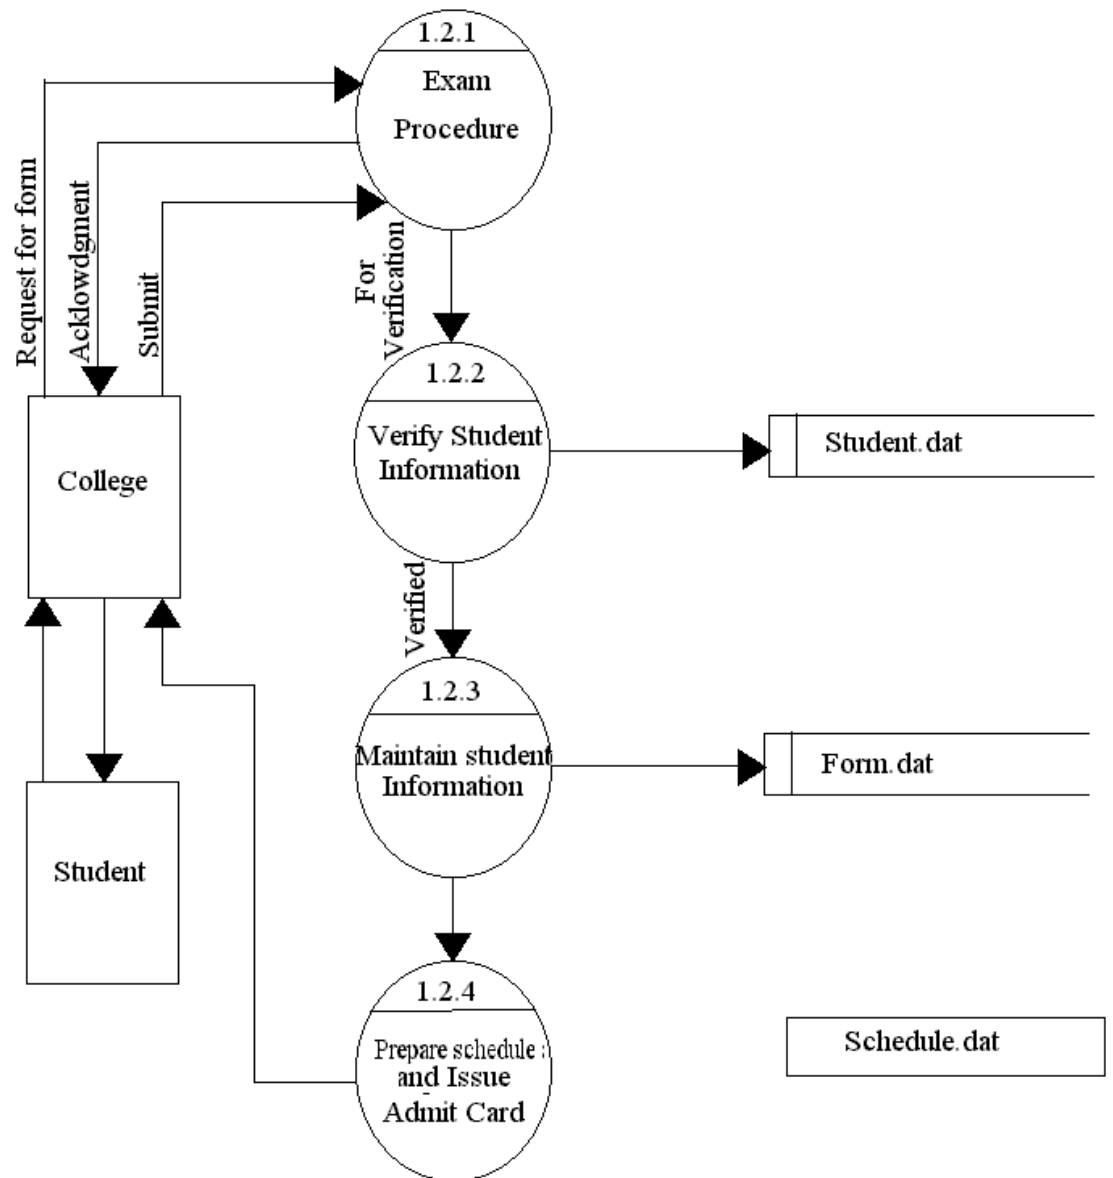 1.2.1
Exam
Procedure
Request for form
Acklowdgment
Submit
For
Verification
1.2.2
Verify Student
Information
Student.dat
College
Verified
1.2.3
Maintain student
Information
Form.dat
Student
1.2.4
Prepare schedule :
and Issue
Admit Card
Schedule.dat